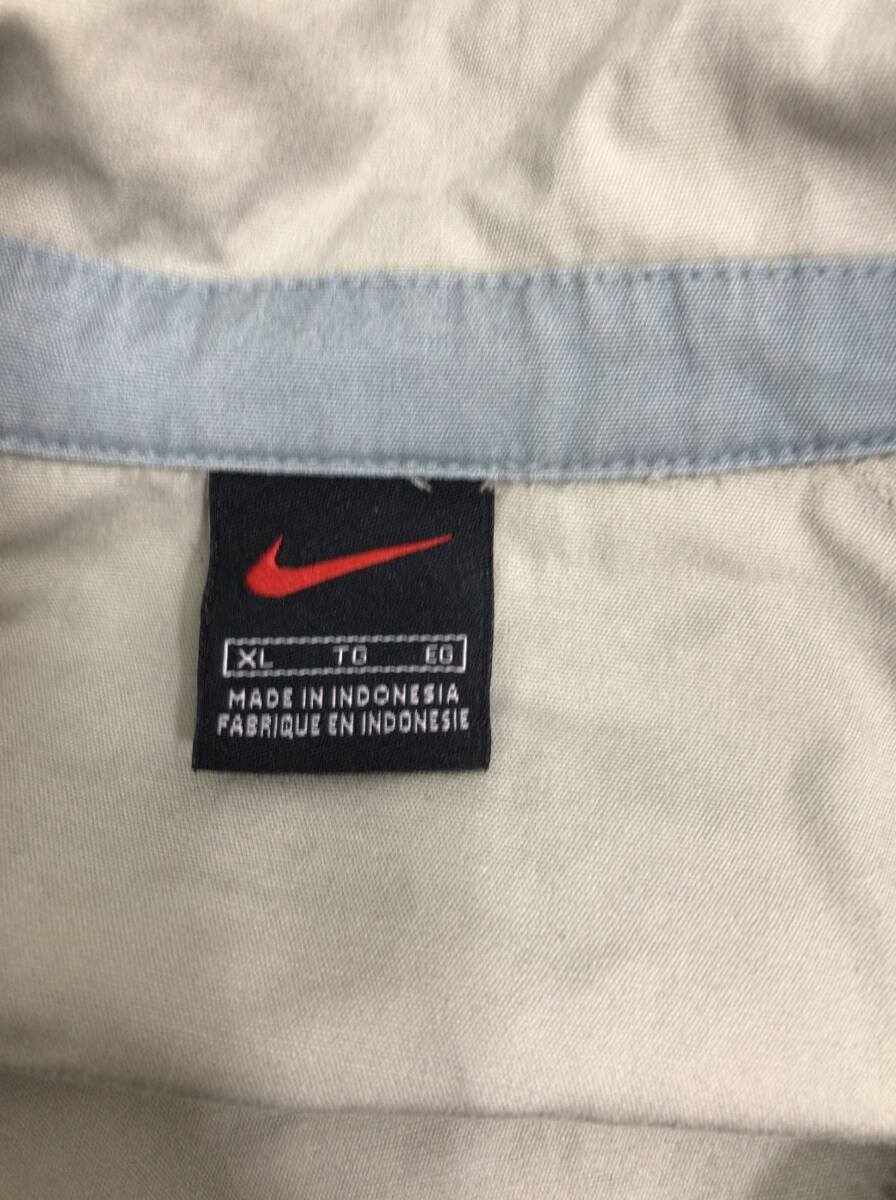 XL TG EG
MADE IN INDONESIA
FABRIQUE EN INDONESIE